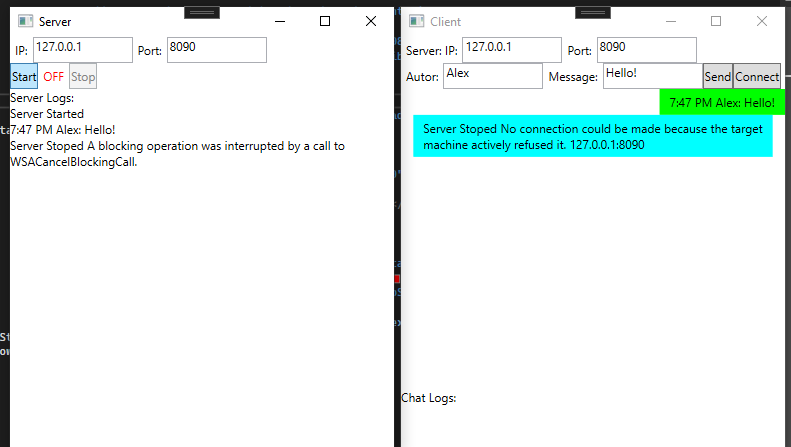 Server
IP: 127.0.0.1 Port: 8090
Start OFF Stop
Server Logs:
Server Started
7:47 PM Alex: Hello!
Server Stoped A blocking operation was interrupted by a call to
WSACancelBlockingCall.
Client
Server: IP: 127.0.0.1 Port: 8090
Autor: Alex Message: Hello! Send Connect
7:47 PM Alex: Hello!
Server Stoped No connection could be made because the target
machine actively refused it. 127.0.0.1:8090
Chat Logs: